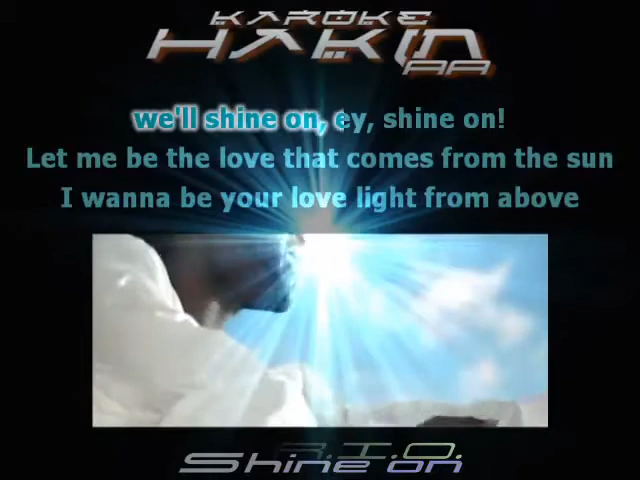 KAROKE
HAKIM
AA
we'll shine on, ey, shine on!
Let me be the love that comes from the sun
I wanna be your love light from above
R.I.O.
Shine on